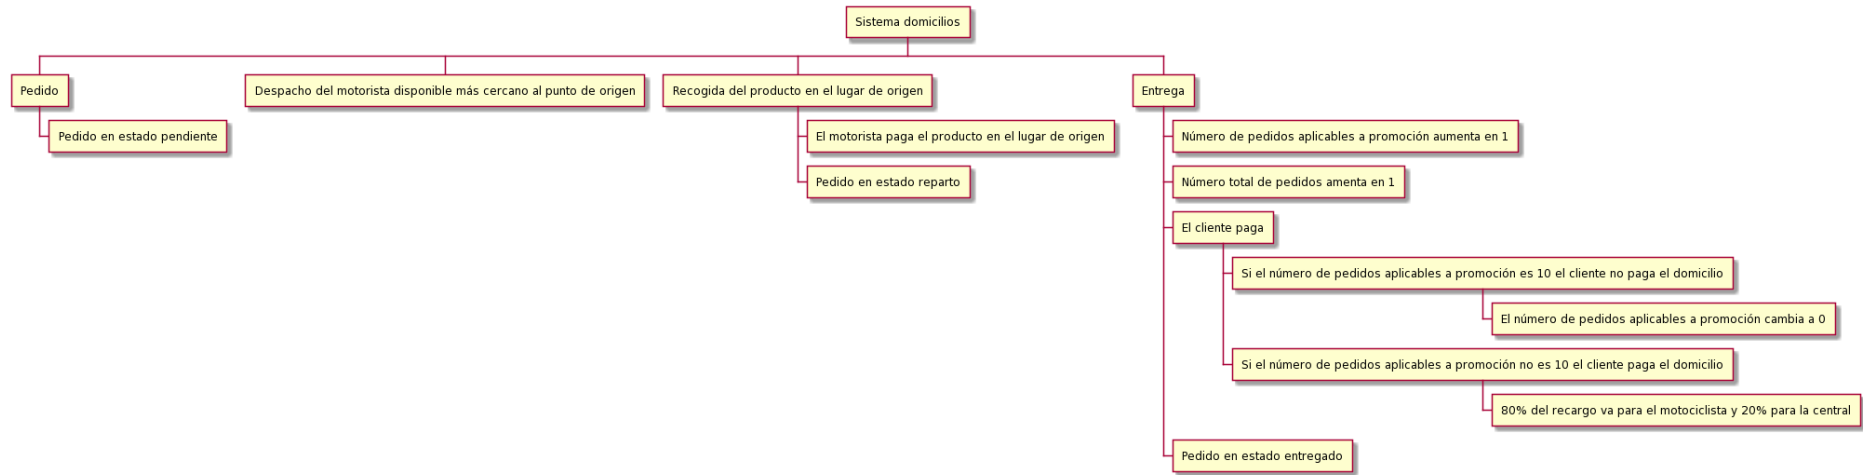 Sistema domicilios
Pedido
Pedido en estado pendiente
Despacho del motorista disponible más cercano al punto de origen
Recogida del producto en el lugar de origen
El motorista paga el producto en el lugar de origen
Pedido en estado reparto
Entrega
Número de pedidos aplicables a promoción aumenta en 1
Número total de pedidos amenta en 1
El cliente paga
Si el número de pedidos aplicables a promoción es 10 el cliente no paga el domicilio
El número de pedidos aplicables a promoción cambia a 0
Si el número de pedidos aplicables a promoción no es 10 el cliente paga el domicilio
80% del recargo va para el motociclista y 20% para la central
Pedido en estado entregado